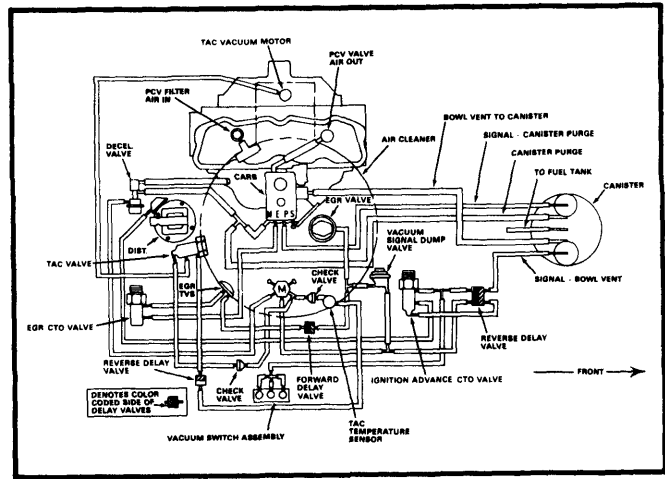 TAC VACUUM MOTOR
PCV VALVE
AIR OUT
PCV FILTER
AIR IN
BOWL VENT TO CANISTER
AIR CLEANER
SIGNAL - CANISTER PURGE
DECEL.
VALVE
CANISTER PURGE
CARB
TO FUEL TANK
CANISTER
EGR VALVE
N E P S
VACUUM
SIGNAL DUMP
VALVE
DIST.
TAC VALVE
CHECK
VALVE
EGR
TVS
M
SIGNAL - BOWL VENT
EGR CTO VALVE
REVERSE DELAY
VALVE
REVERSE DELAY
VALVE
CHECK
VALVE
FORWARD
DELAY
VALVE
IGNITION ADVANCE CTO VALVE
FRONT
DENOTES COLOR
CODED SIDE OF
DELAY VALVES
VACUUM SWITCH ASSEMBLY
TAC
TEMPERATURE
SENSOR